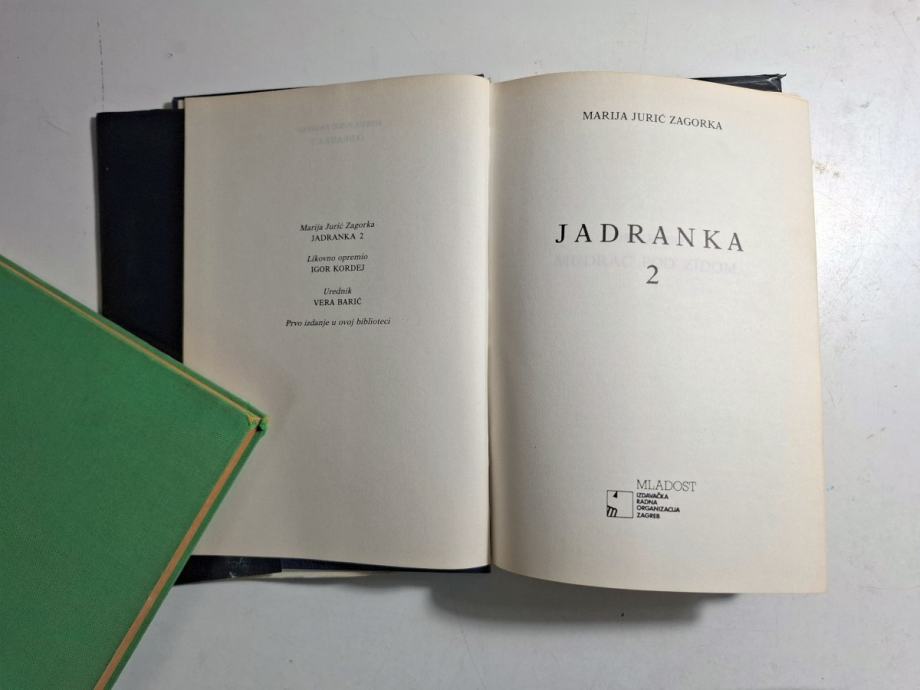 Marija Jurić Zagorka
JADRANKA 2
Likovno opremio
IGOR KORDEJ
Urednik
VERA BARIĆ
Prvo izdanje u ovoj biblioteci
MARIJA JURIĆ ZAGORKA
JADRANKA
2
MLADOST
IZDAVAČKA
RADNA
ORGANIZACIJA
ZAGREB